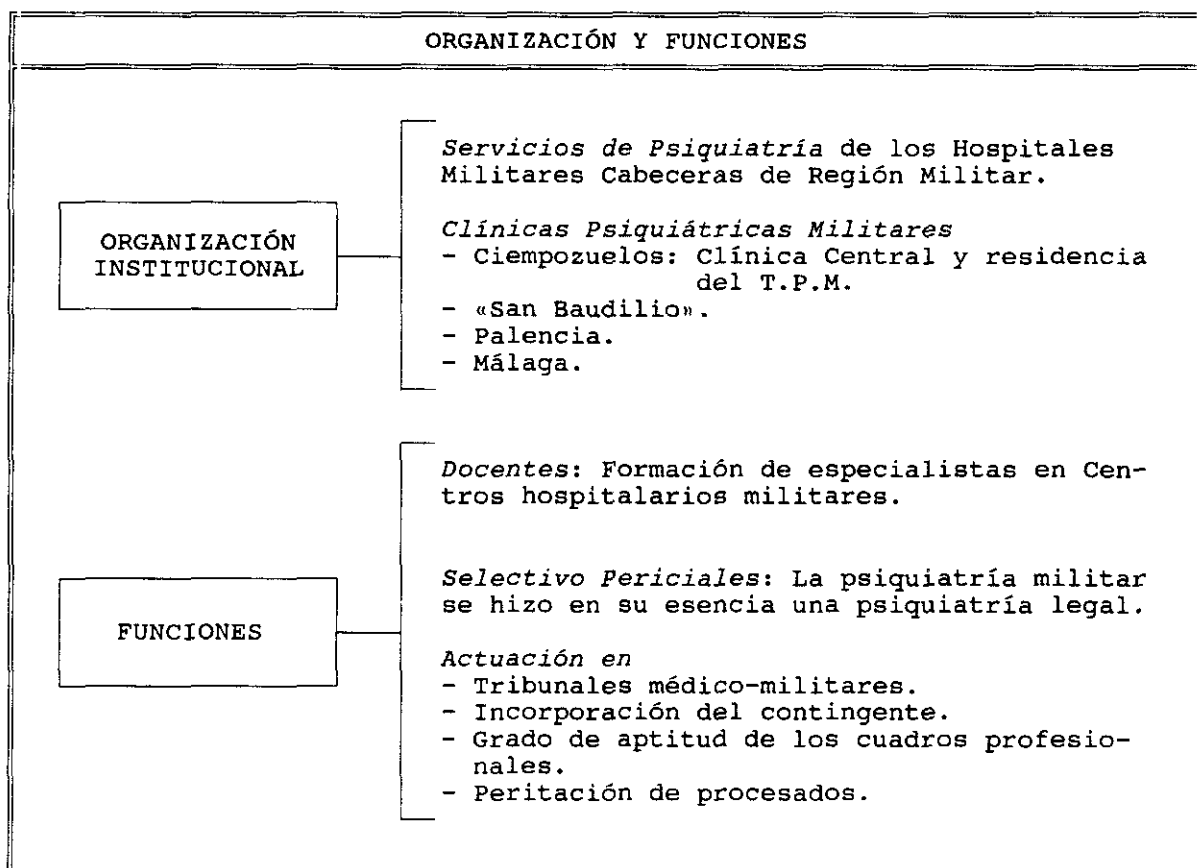 ORGANIZACIÓN Y FUNCIONES
ORGANIZACIÓN
INSTITUCIONAL
Servicios de Psiquiatría de los Hospitales
Militares Cabeceras de Región Militar.
Clínicas Psiquiátricas Militares
- Ciempozuelos: Clínica Central y residencia
del T.P.M.
- «San Baudilio».
- Palencia.
- Málaga.
FUNCIONES
Docentes: Formación de especialistas en Cen-
tros hospitalarios militares.
Selectivo Periciales: La psiquiatría militar
se hizo en su esencia una psiquiatría legal.
Actuación en
- Tribunales médico-militares.
- Incorporación del contingente.
- Grado de aptitud de los cuadros profesio-
nales.
- Peritación de procesados.